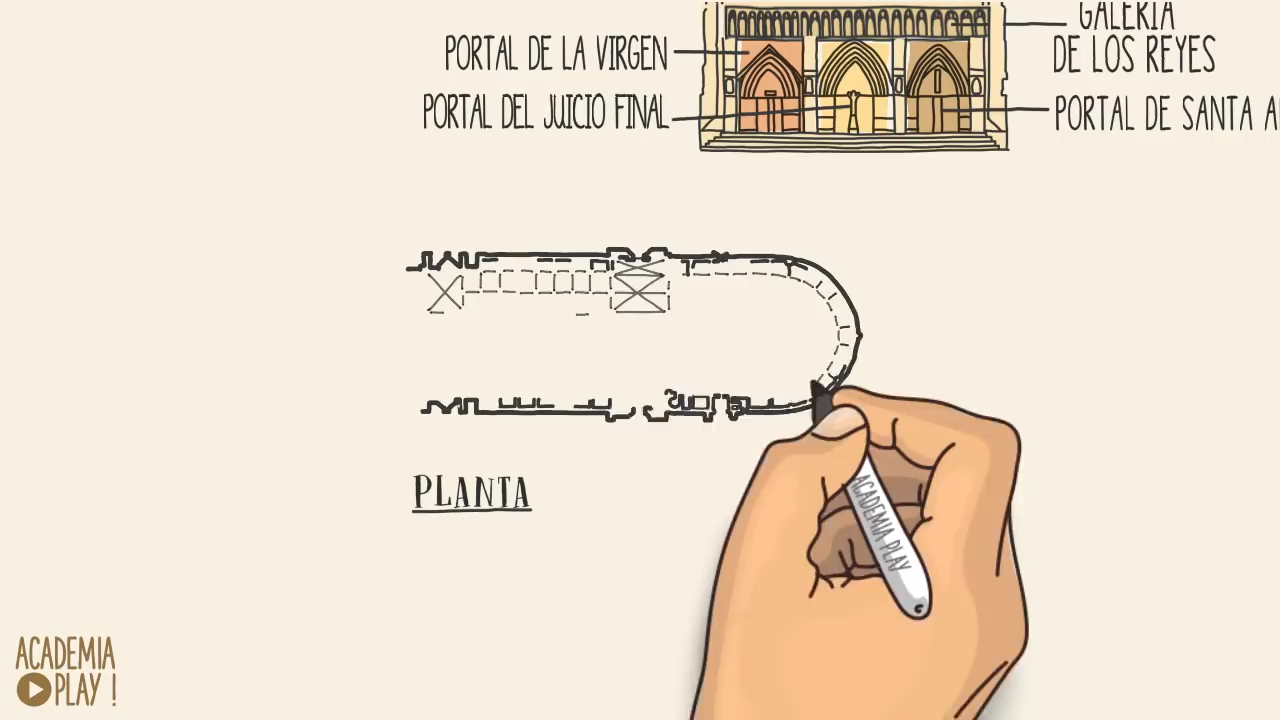 GALERÍA
DE LOS REYES
PORTAL DE LA VIRGEN
PORTAL DEL JUICIO FINAL
PORTAL DE SANTA
PLANTA
ACADEMIA PLAY
ACADEMIA
PLAY !